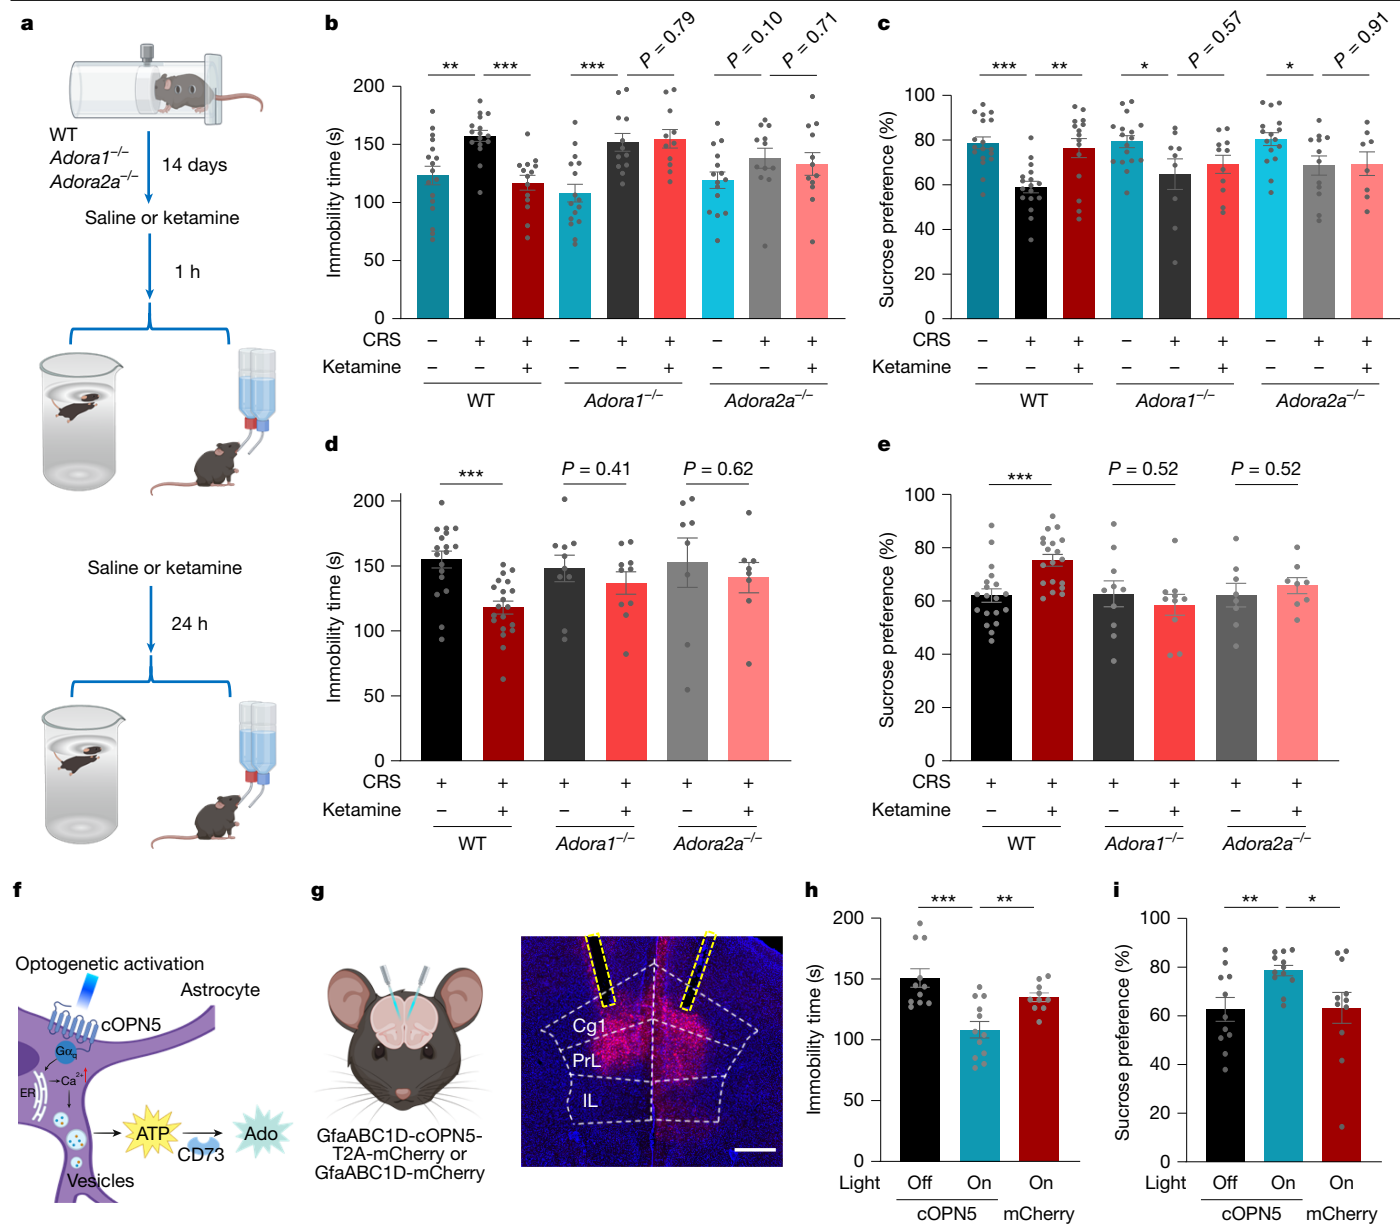 a
WT
Adora1−/−
Adora2a−/−
14 days
Saline or ketamine
1 h
Saline or ketamine
24 h
b
** *** *** P = 0.79 P = 0.10 P = 0.71
Immobility time (s)
200
150
100
50
0
CRS − + + − + + − + +
Ketamine − − + − − + − − +
WT Adora1−/− Adora2a−/−
c
*** ** * P = 0.57 * P = 0.91
Sucrose preference (%)
100
80
60
40
20
0
CRS − + + − + + − + +
Ketamine − − + − − + − − +
WT Adora1−/− Adora2a−/−
d
*** P = 0.41 P = 0.62
Immobility time (s)
200
150
100
50
0
CRS + + + + + +
Ketamine − + − + − +
WT Adora1−/− Adora2a−/−
e
*** P = 0.52 P = 0.52
Sucrose preference (%)
100
80
60
40
20
0
CRS + + + + + +
Ketamine − + − + − +
WT Adora1−/− Adora2a−/−
f
Optogenetic activation
Astrocyte
cOPN5
Gαq
ER
Ca2+
ATP
CD73
Ado
Vesicles
g
GfaABC1D-cOPN5-
T2A-mCherry or
GfaABC1D-mCherry
Cg1
PrL
IL
h
*** **
Immobility time (s)
200
150
100
50
0
Light Off On On
cOPN5 mCherry
i
** *
Sucrose preference (%)
100
80
60
40
20
0
Light Off On On
cOPN5 mCherry